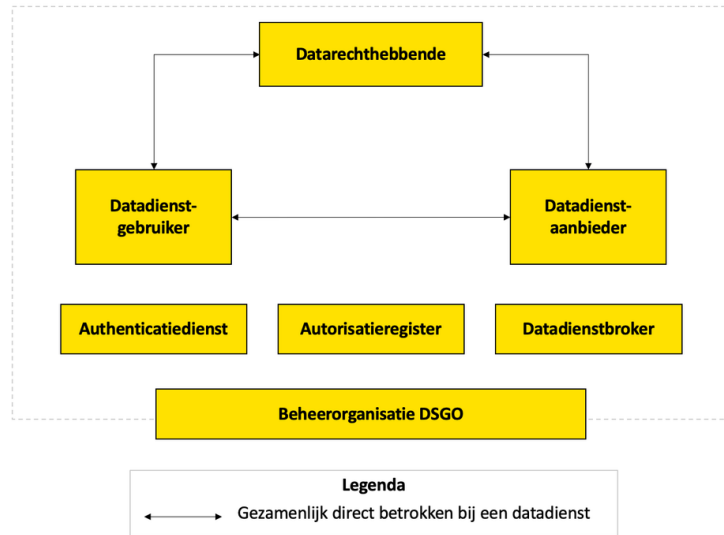 Datarechthebbende
Datadienst-
gebruiker
Datadienst-
aanbieder
Authenticatiedienst
Autorisatieregister
Datadienstbroker
Beheerorganisatie DSGO
Legenda
Gezamenlijk direct betrokken bij een datadienst